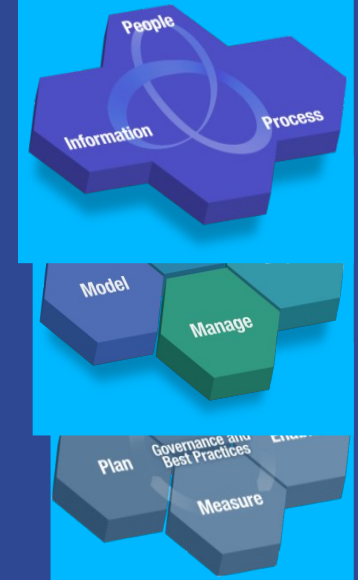 People
Information
Process
Model
Manage
Governance and
Best Practices
Plan
Measure